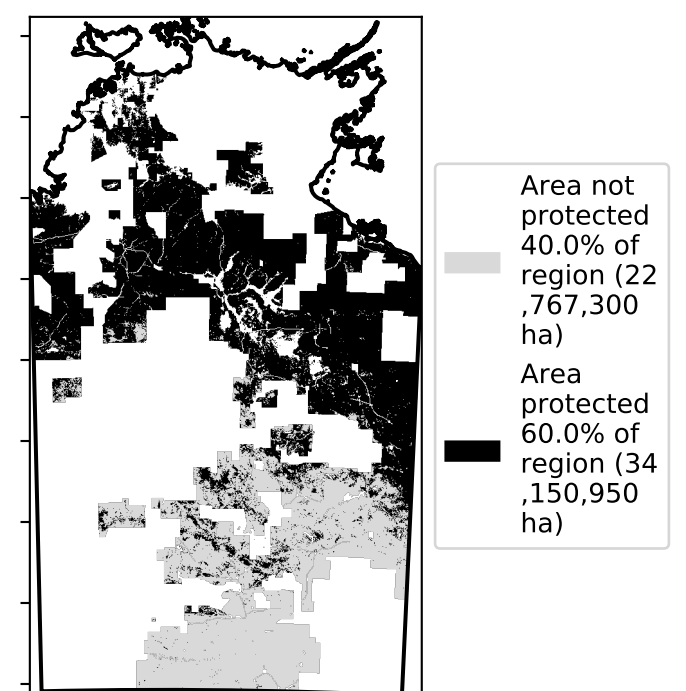 Area not
protected
40.0% of
region (22
,767,300
ha)
Area
protected
60.0% of
region (34
,150,950
ha)